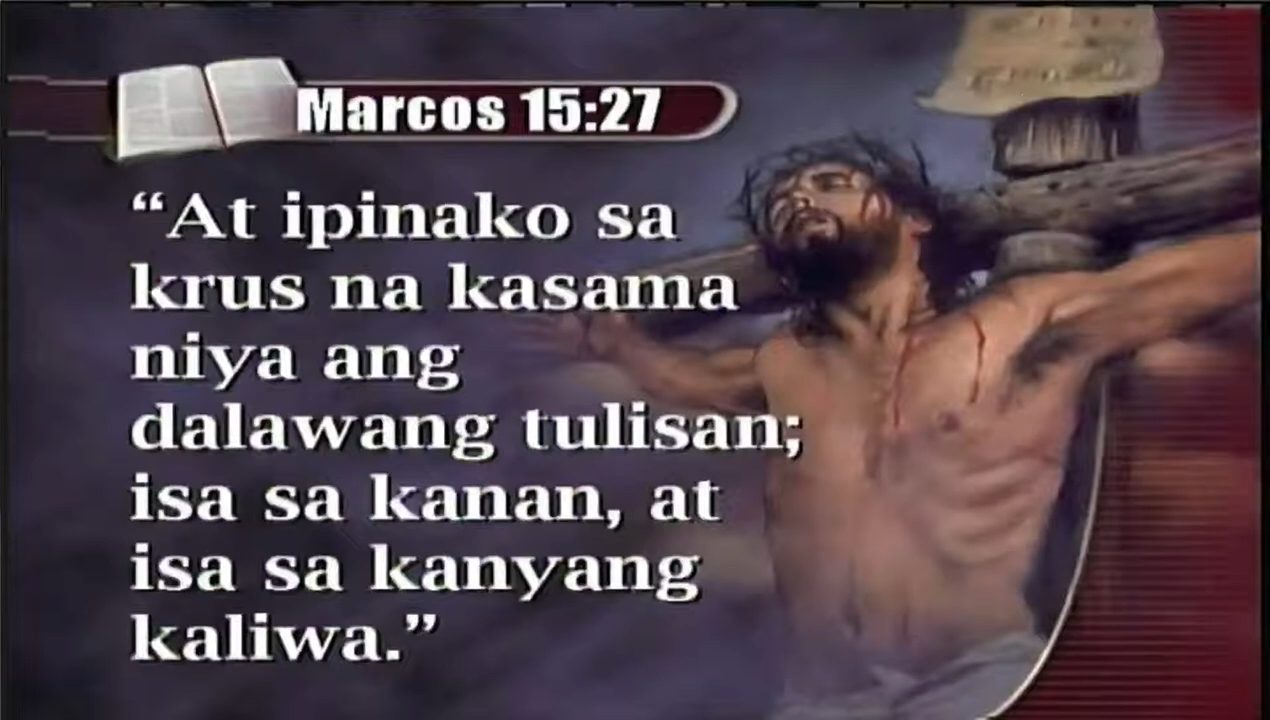 Marcos 15:27
“At ipinako sa
krus na kasama
niya ang
dalawang tulisan;
isa sa kanan, at
isa sa kanyang
kaliwa.”